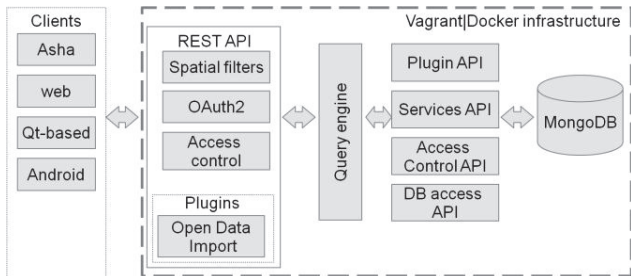 Clients
Asha
web
Qt-based
Android
Vagrant|Docker infrastructure
REST API
Spatial filters
OAuth2
Access
control
Plugins
Open Data
Import
Query engine
Plugin API
Services API
Access
Control API
DB access
API
MongoDB